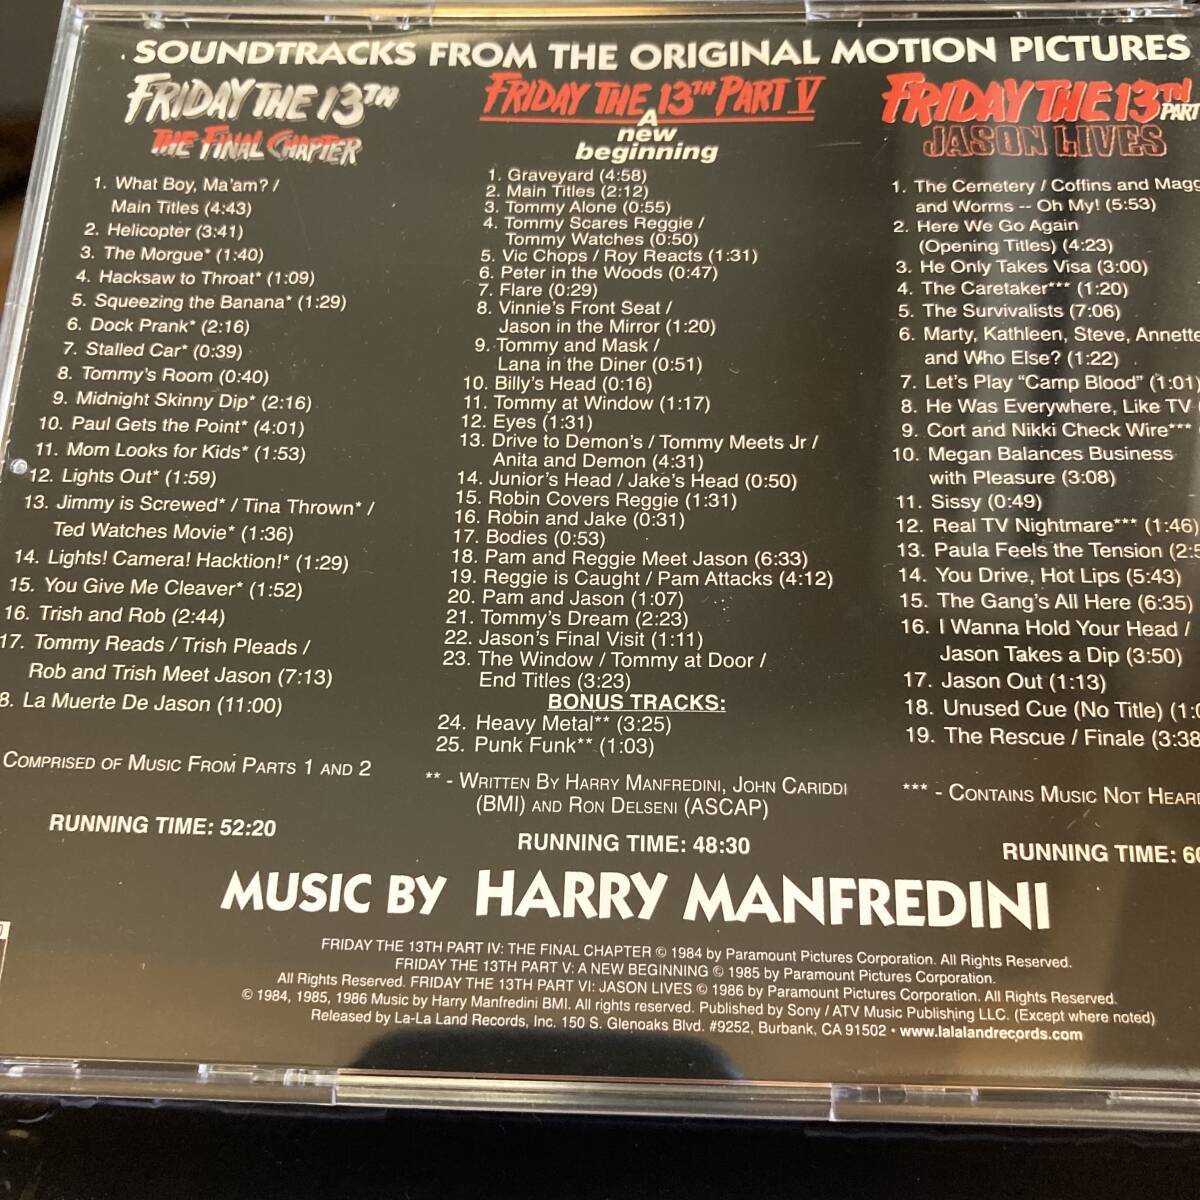 SOUNDTRACKS FROM THE ORIGINAL MOTION PICTURES
FRIDAY THE 13TH
THE FINAL CHAPTER
1. What Boy, Ma'am? /
Main Titles (4:43)
2. Helicopter (3:41)
3. The Morgue* (1:40)
4. Hacksaw to Throat* (1:09)
5. Squeezing the Banana* (1:29)
6. Dock Prank* (2:16)
7. Stalled Car* (0:39)
8. Tommy's Room (0:40)
9. Midnight Skinny Dip* (2:16)
10. Paul Gets the Point* (4:01)
11. Mom Looks for Kids* (1:53)
12. Lights Out* (1:59)
13. Jimmy is Screwed* / Tina Thrown* /
Ted Watches Movie* (1:36)
14. Lights! Camera! Hacktion!* (1:29)
15. You Give Me Cleaver* (1:52)
16. Trish and Rob (2:44)
17. Tommy Reads / Trish Pleads /
Rob and Trish Meet Jason (7:13)
8. La Muerte De Jason (11:00)
COMPRISED OF MUSIC FROM PARTS 1 AND 2
RUNNING TIME: 52:20
FRIDAY THE 13TH PART V
A
new
beginning
1. Graveyard (4:58)
2. Main Titles (2:12)
3. Tommy Alone (0:55)
4. Tommy Scares Reggie /
Tommy Watches (0:50)
5. Vic Chops / Roy Reacts (1:31)
6. Peter in the Woods (0:47)
7. Flare (0:29)
8. Vinnie's Front Seat /
Jason in the Mirror (1:20)
9. Tommy and Mask /
Lana in the Diner (0:51)
10. Billy's Head (0:16)
11. Tommy at Window (1:17)
12. Eyes (1:31)
13. Drive to Demon's / Tommy Meets Jr /
Anita and Demon (4:31)
14. Junior's Head / Jake's Head (0:50)
15. Robin Covers Reggie (1:31)
16. Robin and Jake (0:31)
17. Bodies (0:53)
18. Pam and Reggie Meet Jason (6:33)
19. Reggie is Caught / Pam Attacks (4:12)
20. Pam and Jason (1:07)
21. Tommy's Dream (2:23)
22. Jason's Final Visit (1:11)
23. The Window / Tommy at Door /
End Titles (3:23)
BONUS TRACKS:
24. Heavy Metal** (3:25)
25. Punk Funk** (1:03)
** - WRITTEN BY HARRY MANFREDINI, JOHN CARIDDI
(BMI) AND RON DELSENI (ASCAP)
RUNNING TIME: 48:30
FRIDAY THE 13TH PART
JASON LIVES
1. The Cemetery / Coffins and Magg
and Worms -- Oh My! (5:53)
2. Here We Go Again
(Opening Titles) (4:23)
3. He Only Takes Visa (3:00)
4. The Caretaker*** (1:20)
5. The Survivalists (7:06)
6. Marty, Kathleen, Steve, Annette
and Who Else? (1:22)
7. Let's Play "Camp Blood" (1:01)
8. He Was Everywhere, Like TV (
9. Cort and Nikki Check Wire*** (
10. Megan Balances Business
with Pleasure (3:08)
11. Sissy (0:49)
12. Real TV Nightmare*** (1:46)
13. Paula Feels the Tension (2:5
14. You Drive, Hot Lips (5:43)
15. The Gang's All Here (6:35)
16. I Wanna Hold Your Head /
Jason Takes a Dip (3:50)
17. Jason Out (1:13)
18. Unused Cue (No Title) (1:0
19. The Rescue / Finale (3:38
*** - CONTAINS MUSIC NOT HEARD
RUNNING TIME: 60
MUSIC BY HARRY MANFREDINI
FRIDAY THE 13TH PART IV: THE FINAL CHAPTER © 1984 by Paramount Pictures Corporation. All Rights Reserved.
FRIDAY THE 13TH PART V: A NEW BEGINNING © 1985 by Paramount Pictures Corporation.
All Rights Reserved. FRIDAY THE 13TH PART VI: JASON LIVES © 1986 by Paramount Pictures Corporation. All Rights Reserved.
© 1984, 1985, 1986 Music by Harry Manfredini BMI. All rights reserved. Published by Sony / ATV Music Publishing LLC. (Except where noted)
Released by La-La Land Records, Inc. 150 S. Glenoaks Blvd. #9252, Burbank, CA 91502 • www.lalalandrecords.com